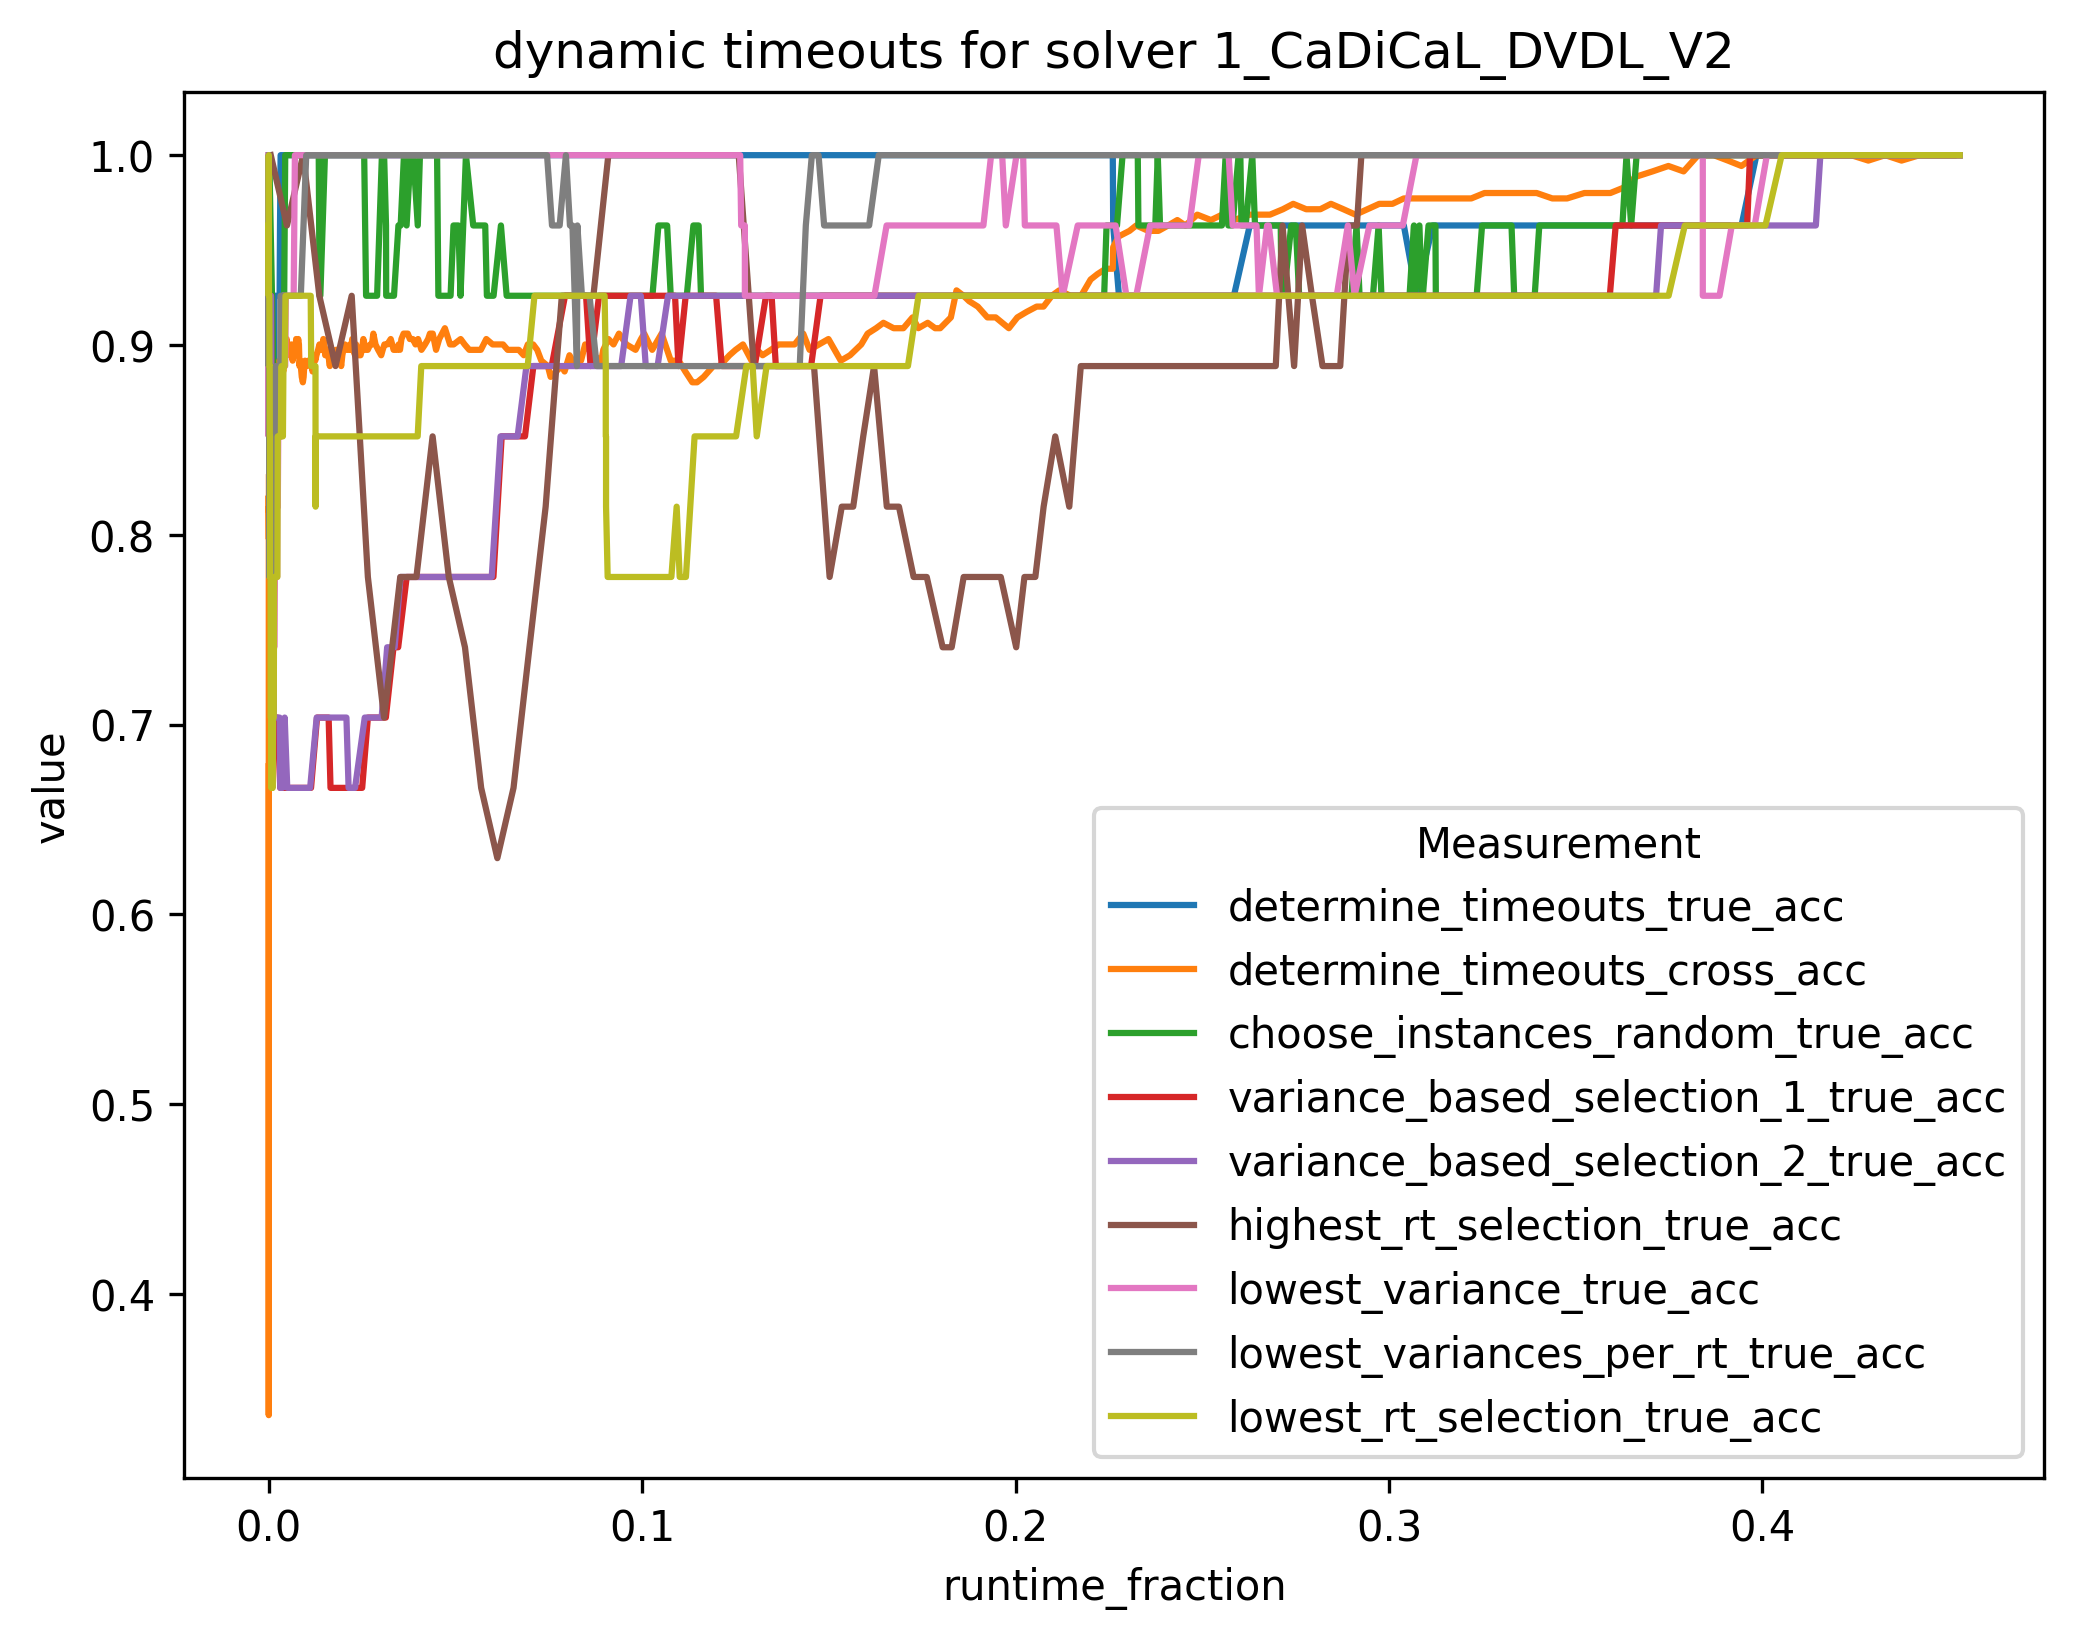 dynamic timeouts for solver 1_CaDiCaL_DVDL_V2
1.0
0.9
0.8
0.7
0.6
0.5
0.4
value
0.0
0.1
0.2
0.3
0.4
runtime_fraction
Measurement
determine_timeouts_true_acc
determine_timeouts_cross_acc
choose_instances_random_true_acc
variance_based_selection_1_true_acc
variance_based_selection_2_true_acc
highest_rt_selection_true_acc
lowest_variance_true_acc
lowest_variances_per_rt_true_acc
lowest_rt_selection_true_acc